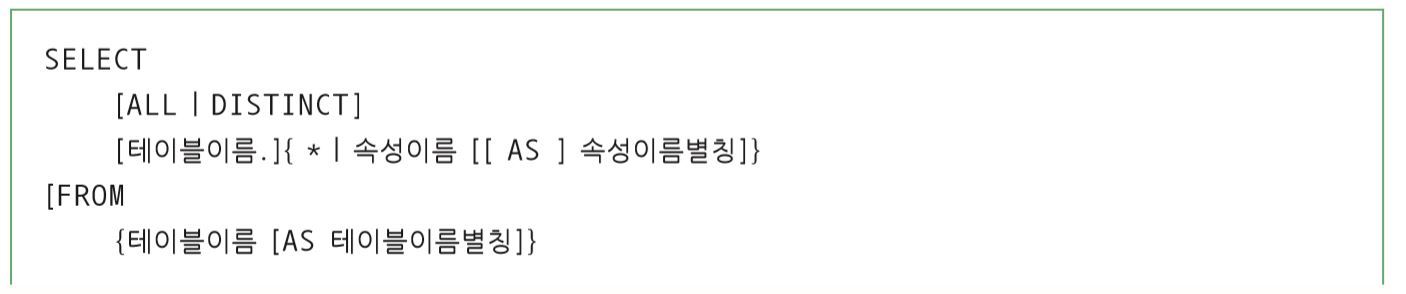 SELECT
[ALL | DISTINCT]
[테이블이름.]{ * | 속성이름 [[ AS ] 속성이름별칭]}
[FROM
{테이블이름 [AS 테이블이름별칭]}